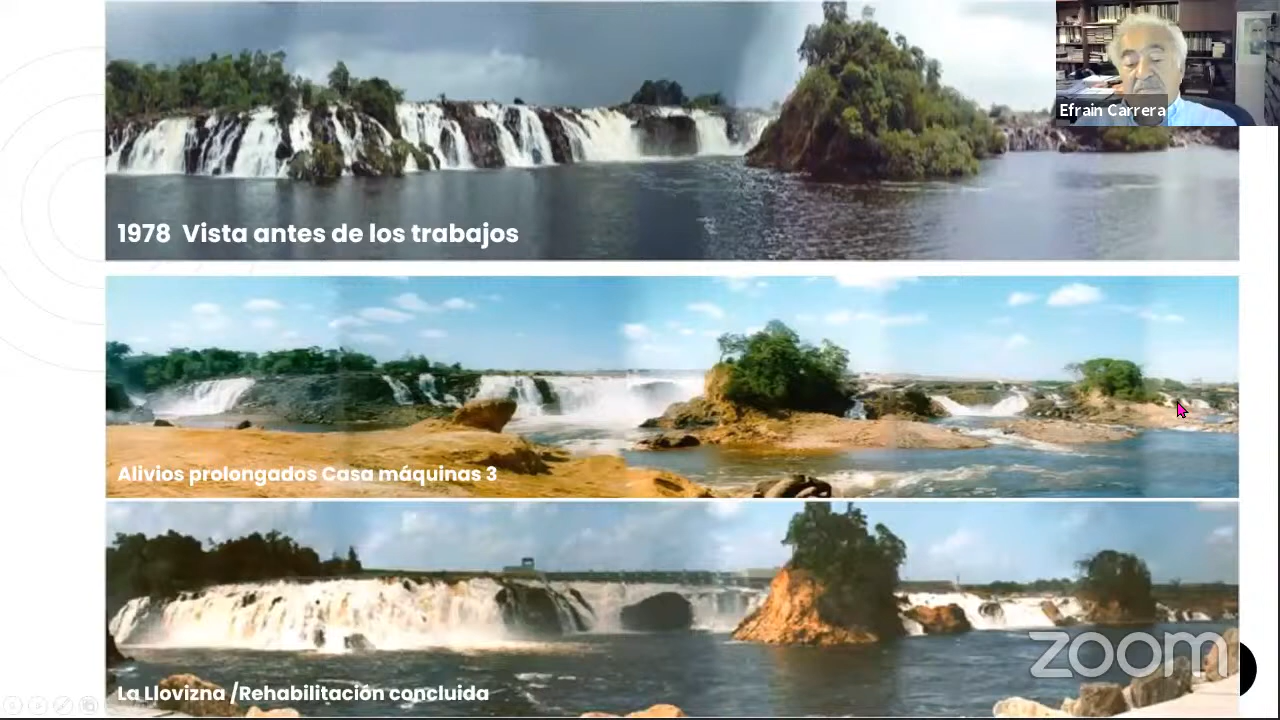 Efrain Carrera
1978 Vista antes de los trabajos
Alivios prolongados Casa máquinas 3
La Llovizna /Rehabilitación concluida
zoom